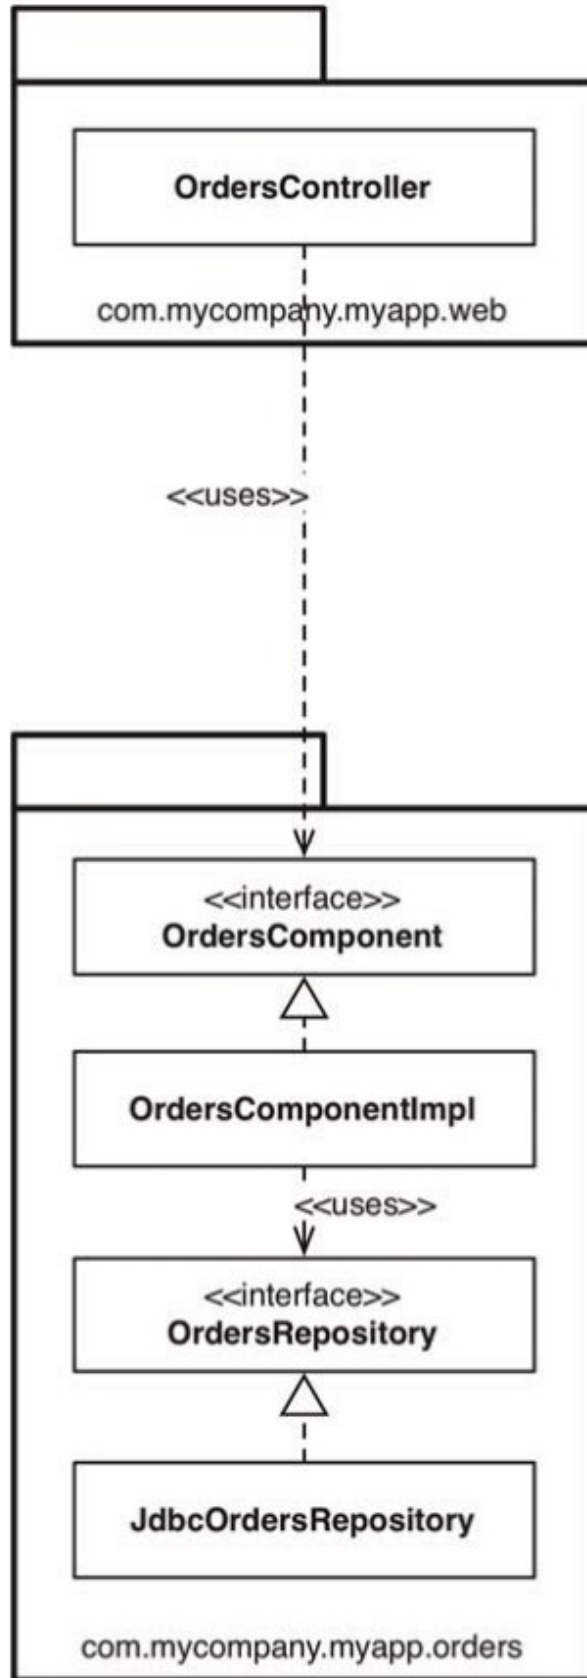 OrdersController
com.mycompany.myapp.web
<<uses>>
<<interface>>
OrdersComponent
OrdersComponentImpl
<<uses>>
<<interface>>
OrdersRepository
JdbcOrdersRepository
com.mycompany.myapp.orders